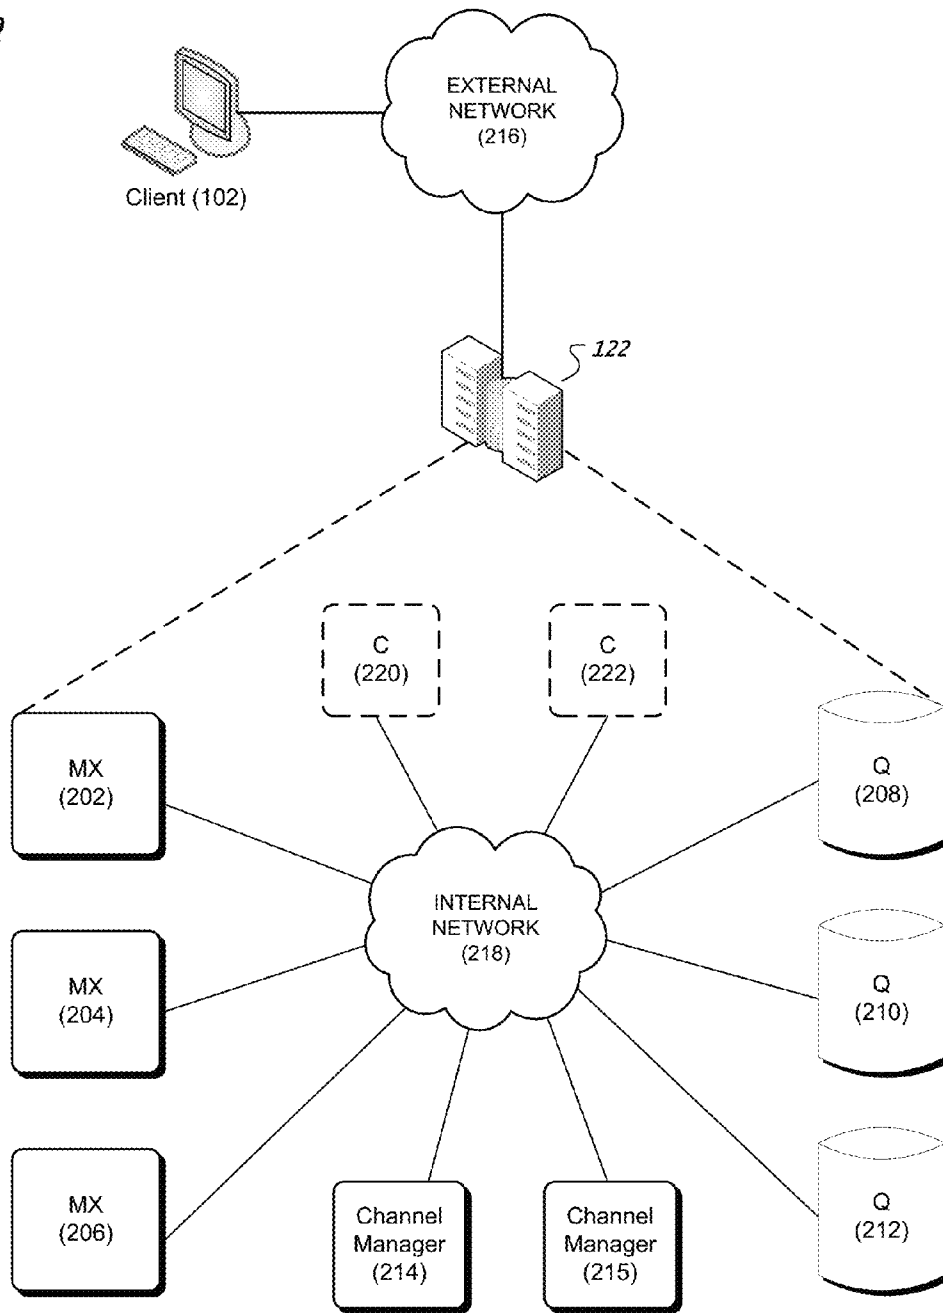 EXTERNAL
NETWORK
(216)
Client (102)
122
C
(220)
C
(222)
MX
(202)
Q
(208)
INTERNAL
NETWORK
(218)
MX
(204)
Q
(210)
MX
(206)
Channel
Manager
(214)
Channel
Manager
(215)
Q
(212)